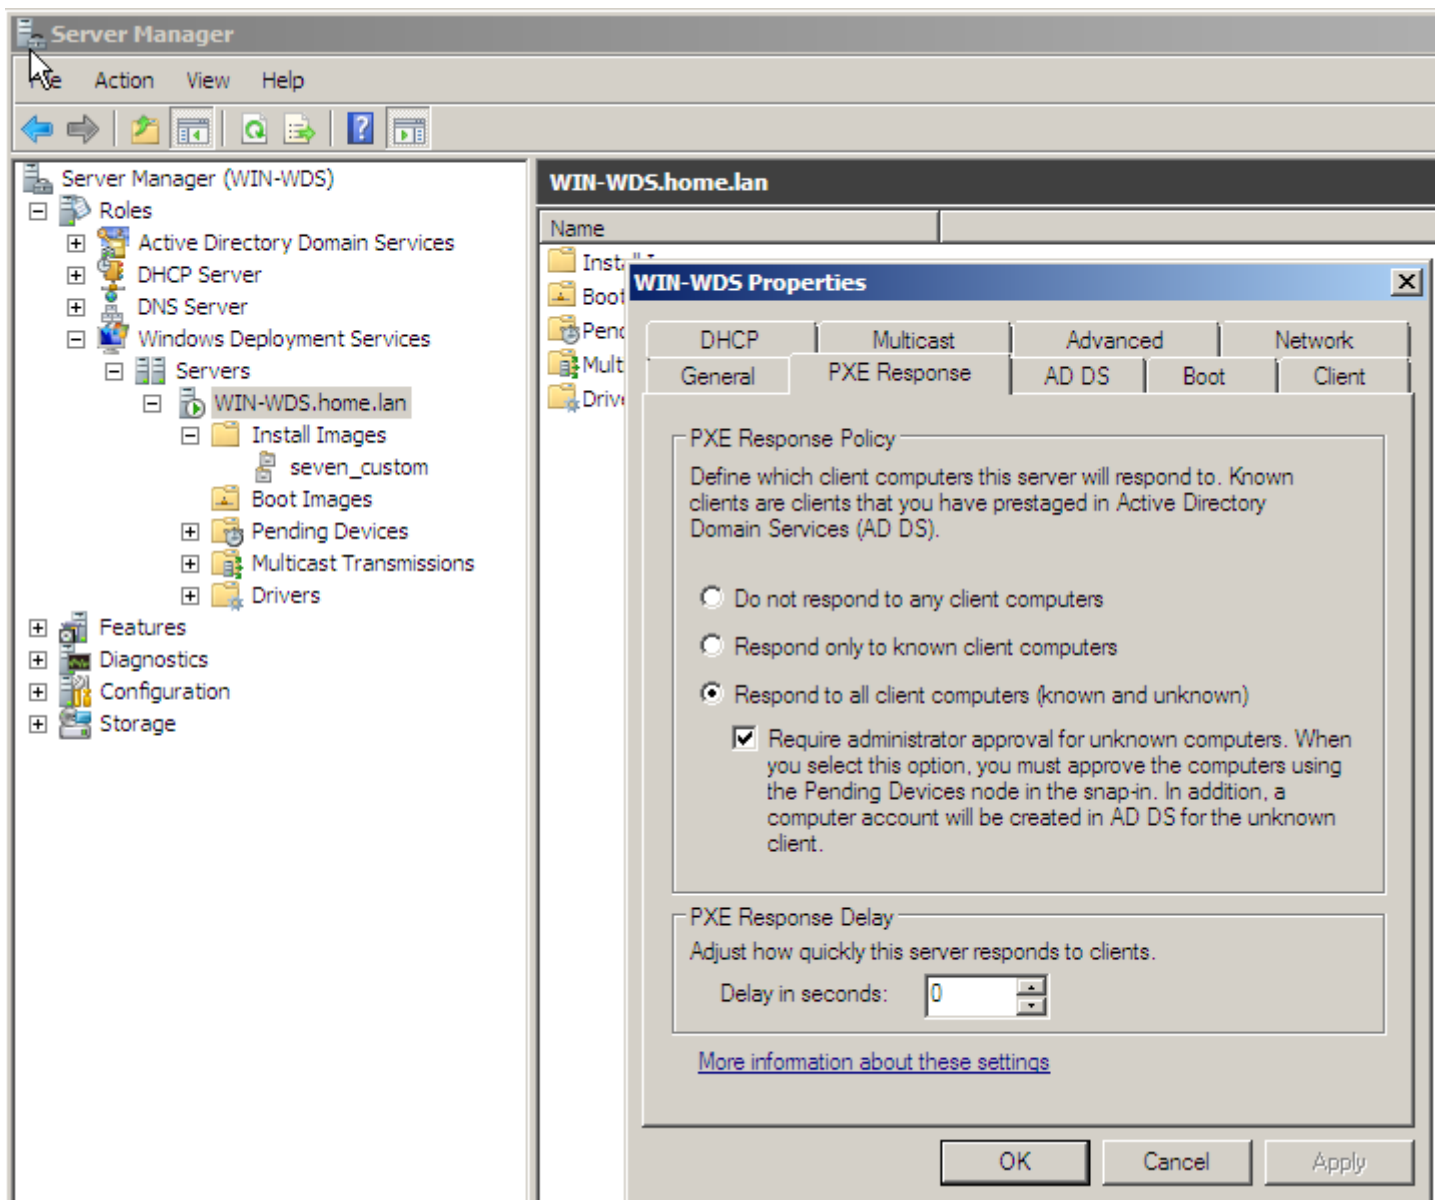 Server Manager
File Action View Help
Server Manager (WIN-WDS)
Roles
Active Directory Domain Services
DHCP Server
DNS Server
Windows Deployment Services
Servers
WIN-WDS.home.lan
Install Images
seven_custom
Boot Images
Pending Devices
Multicast Transmissions
Drivers
Features
Diagnostics
Configuration
Storage
WIN-WDS.home.lan
Name
Boot
Pend
Mult
WIN-WDS Properties
DHCP Multicast Advanced Network
General PXE Response AD DS Boot Client
PXE Response Policy
Define which client computers this server will respond to. Known
clients are clients that you have prestaged in Active Directory
Domain Services (AD DS).
Do not respond to any client computers
Respond only to known client computers
Respond to all client computers (known and unknown)
Require administrator approval for unknown computers. When
you select this option, you must approve the computers using
the Pending Devices node in the snap-in. In addition, a
computer account will be created in AD DS for the unknown
client.
PXE Response Delay
Adjust how quickly this server responds to clients.
Delay in seconds: 0
More information about these settings
OK Cancel Apply